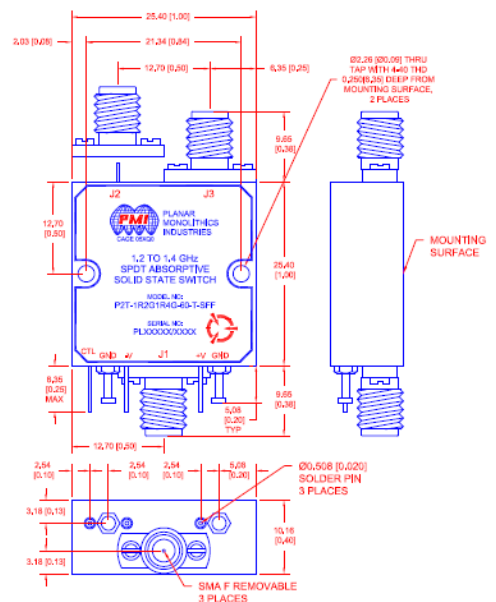 25.40 [1.00]
2,03 [0,08]
21,34 [0,84]
12,70 [0,50]
6,35 [0,25]
Ø2,26 [Ø0,09] THRU
TAP WITH 4-40 THD
0,250[6,35] DEEP FROM
MOUNTING SURFACE,
2 PLACES
9,65
[0,38]
J2
J3
PMI
CAGE 05XQ0
PLANAR
MONOLITHICS
INDUSTRIES
12,70
[0,50]
1.2 TO 1.4 GHz
SPDT ABSORPTIVE
SOLID STATE SWITCH
MODEL NO:
P2T-1R2G1R4G-60-T-SFF
SERIAL NO:
PLXXXXX/XXXX
25,40
[1,00]
MOUNTING
SURFACE
CTL
GND
-V
J1
+V
GND
6,35
[0,25]
MAX
5,08
[0,20]
TYP
9,65
[0,38]
12,70 [0,50]
2,54
[0,10]
2,54
[0,10]
2,54
[0,10]
5,08
[0,20]
Ø0,508 [0,020]
SOLDER PIN
3 PLACES
3,18 [0,13]
10,16
[0,40]
3,18 [0,13]
SMA F REMOVABLE
3 PLACES